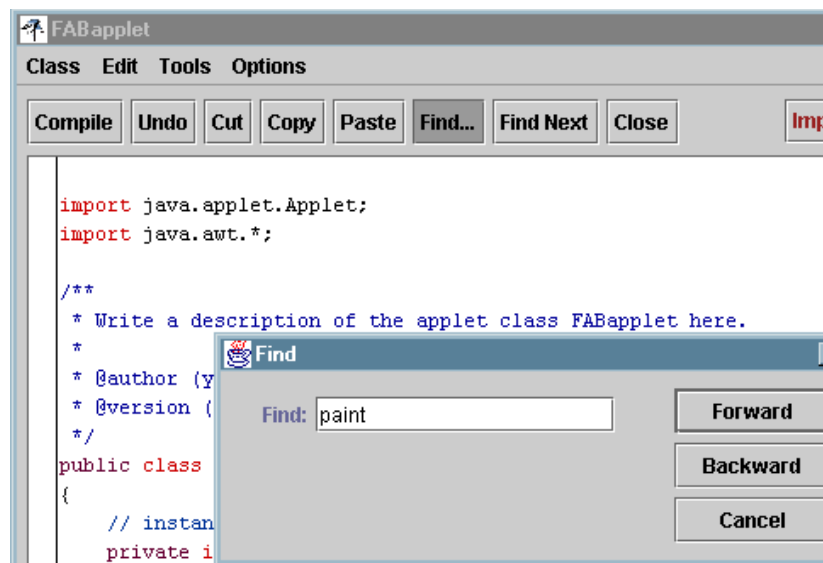 FABapplet
Class Edit Tools Options
Compile Undo Cut Copy Paste Find... Find Next Close Imp
import java.applet.Applet;
import java.awt.*;
/**
* Write a description of the applet class FABapplet here.
*
* @author (y
* @version (
*/
public class
{
// instan
private i
Find
Find: paint
Forward
Backward
Cancel